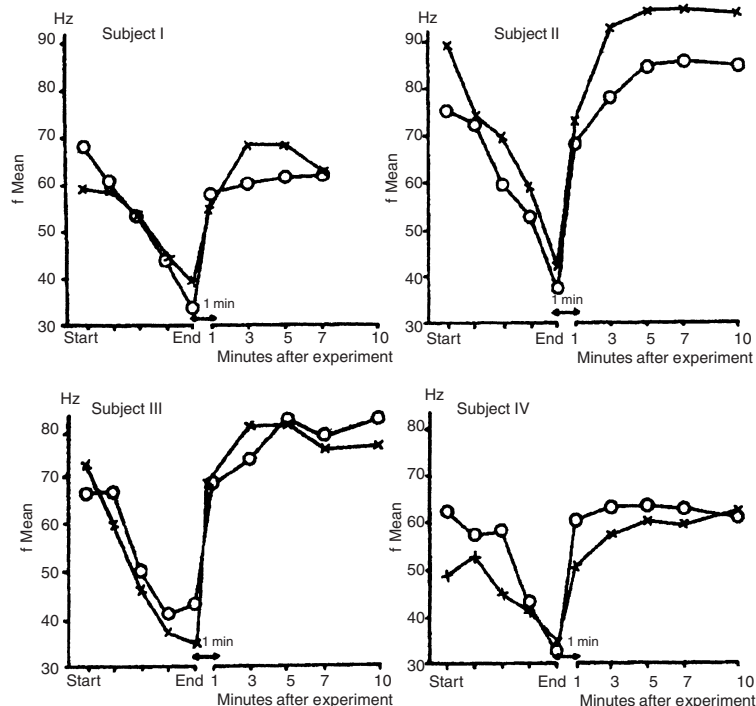 Hz
Subject I
90
80
70
60
50
40
30
f Mean
1 min
Start
End 1 3 5 7 10
Minutes after experiment
Hz
Subject II
90
80
70
60
50
40
30
f Mean
1 min
Start
End 1 3 5 7 10
Minutes after experiment
Hz
Subject III
80
70
60
50
40
30
f Mean
1 min
Start
End 1 3 5 7 10
Minutes after experiment
Hz
Subject IV
80
70
60
50
40
30
f Mean
1 min
Start
End 1 3 5 7 10
Minutes after experiment